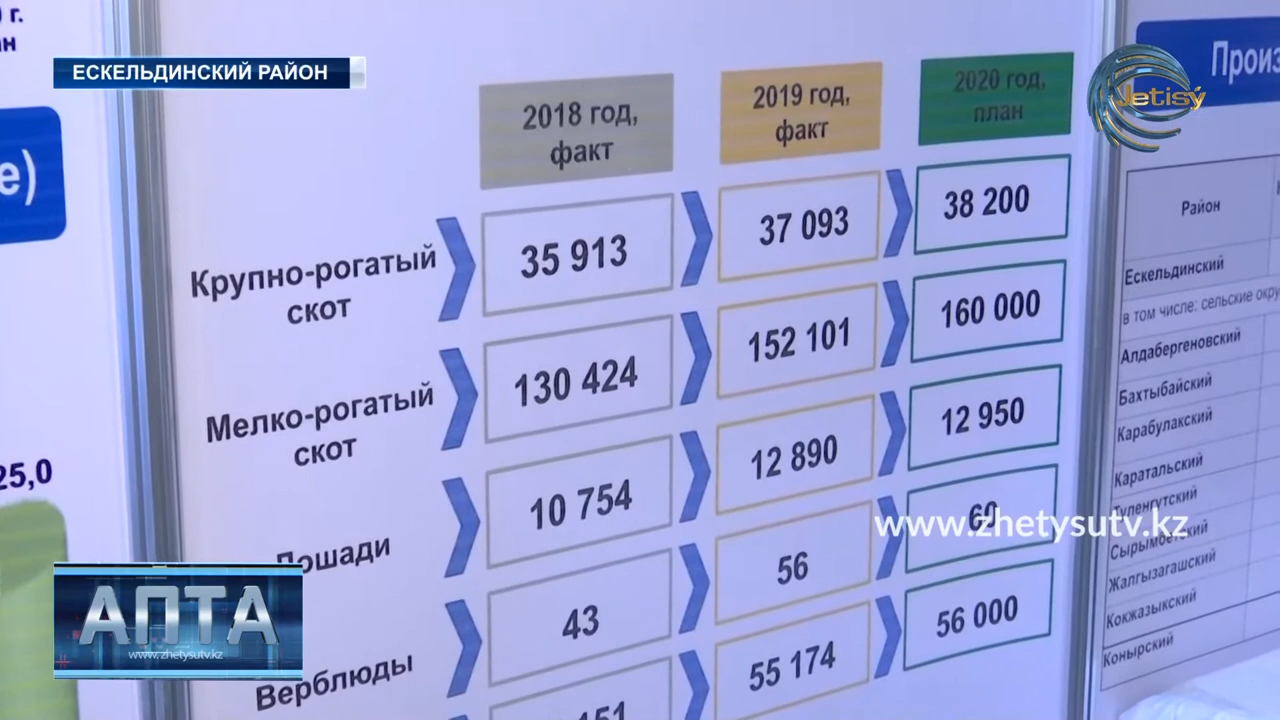 г.
ЕСКЕЛЬДИНСКИЙ РАЙОН
Jetisý
е)
25,0
2018 год,
факт
2019 год,
факт
2020 год,
план
Крупно-рогатый
скот
35 913
37 093
38 200
Мелко-рогатый
скот
130 424
152 101
160 000
Лошади
10 754
12 890
12 950
Верблюды
43
56
60
151
55 174
56 000
www.zhetysutv.kz
АПТА
www.zhetysutv.kz
Произ
Район
Ескельдинский
в том числе: сельские окру
Алдабергеновский
Бахтыбайский
Карабулакский
Каратальский
Туленгутский
Сырымбетский
Жалгызагашский
Кокжазыкский
Конырский